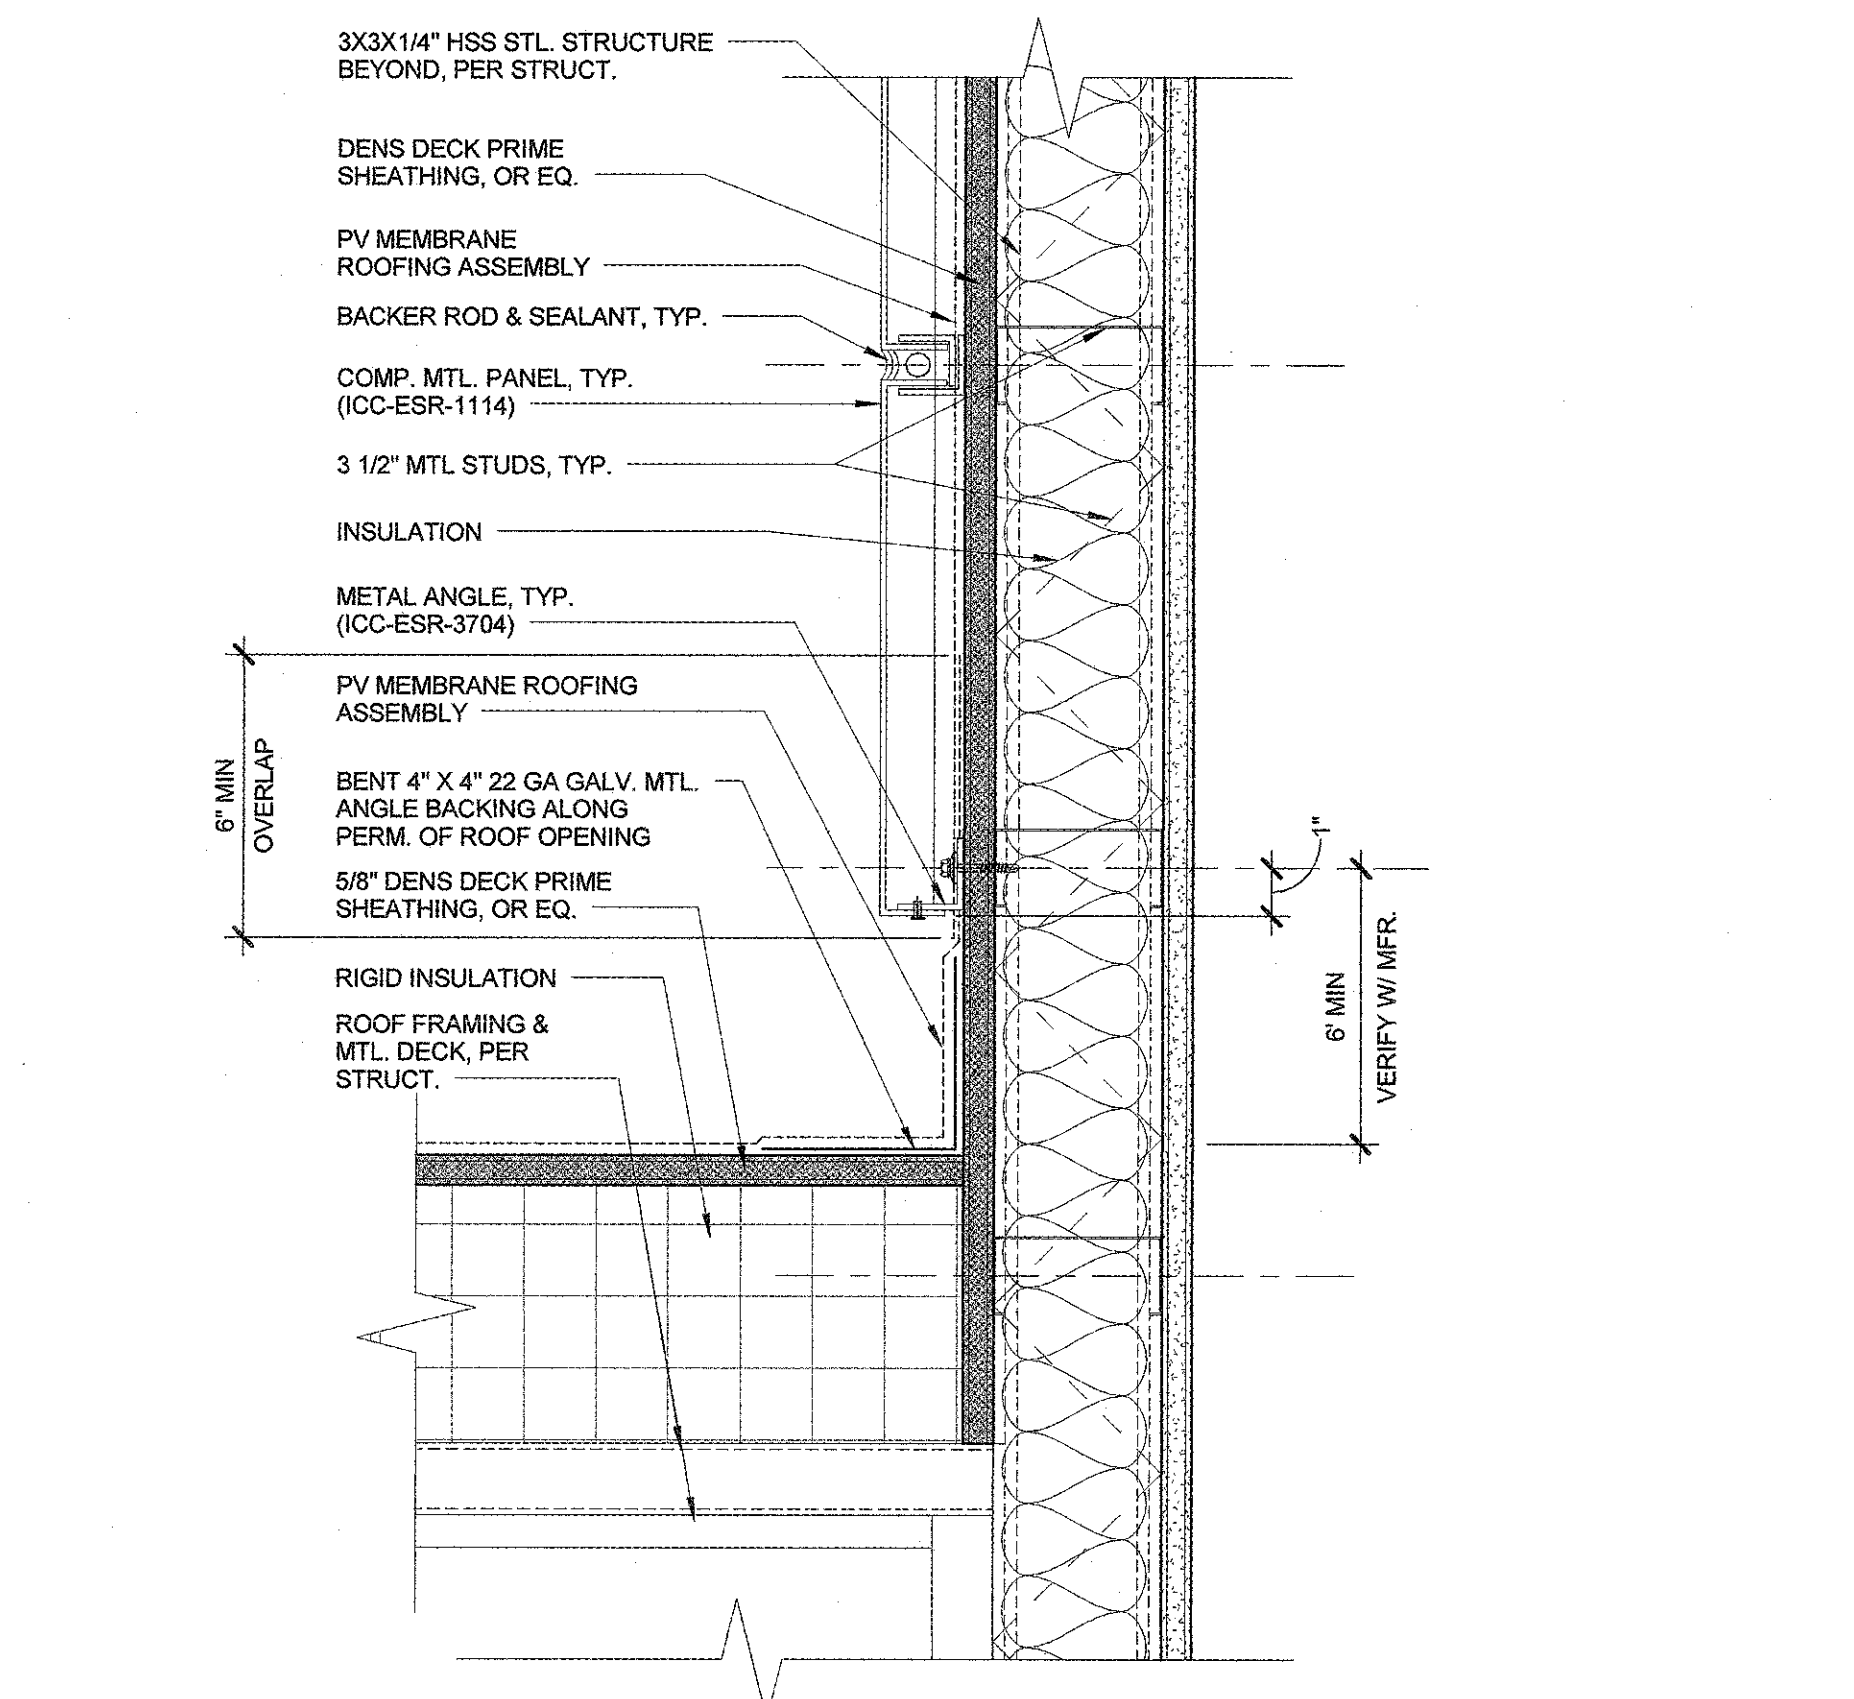 3X3X1/4" HSS STL. STRUCTURE
BEYOND, PER STRUCT.
DENS DECK PRIME
SHEATHING, OR EQ.
PV MEMBRANE
ROOFING ASSEMBLY
BACKER ROD & SEALANT, TYP.
COMP. MTL. PANEL, TYP.
(ICC-ESR-1114)
3 1/2" MTL STUDS, TYP.
INSULATION
METAL ANGLE, TYP.
(ICC-ESR-3704)
PV MEMBRANE ROOFING
ASSEMBLY
BENT 4" X 4" 22 GA GALV. MTL.
ANGLE BACKING ALONG
PERM. OF ROOF OPENING
5/8" DENS DECK PRIME
SHEATHING, OR EQ.
RIGID INSULATION
ROOF FRAMING &
MTL. DECK, PER
STRUCT.
6" MIN
OVERLAP
1"
6' MIN
VERIFY W/ MFR.